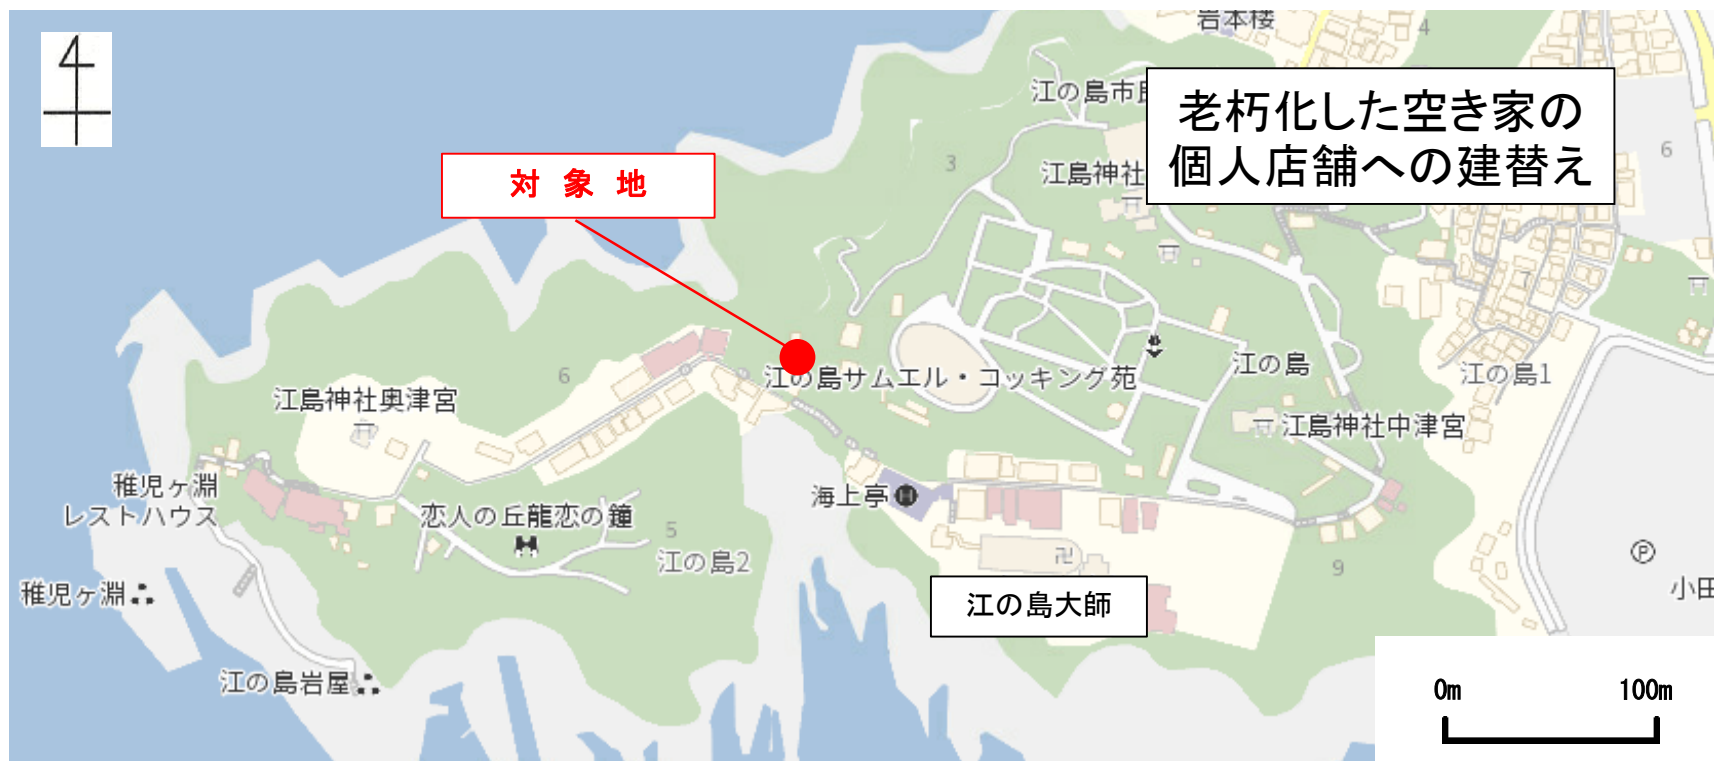 岩本楼
4
江の島市
老朽化した空き家の
個人店舗への建替え
6
3
対 象 地
江島神社
7
江の島サムエル・コッキング苑
江の島
江の島1
6
江島神社奥津宮
江島神社中津宮
稚児ヶ淵
レストハウス
海上亭
H
恋人の丘龍恋の鐘
5
江の島2
卍
9
P
稚児ヶ淵
江の島大師
小田
江の島岩屋
0m
100m